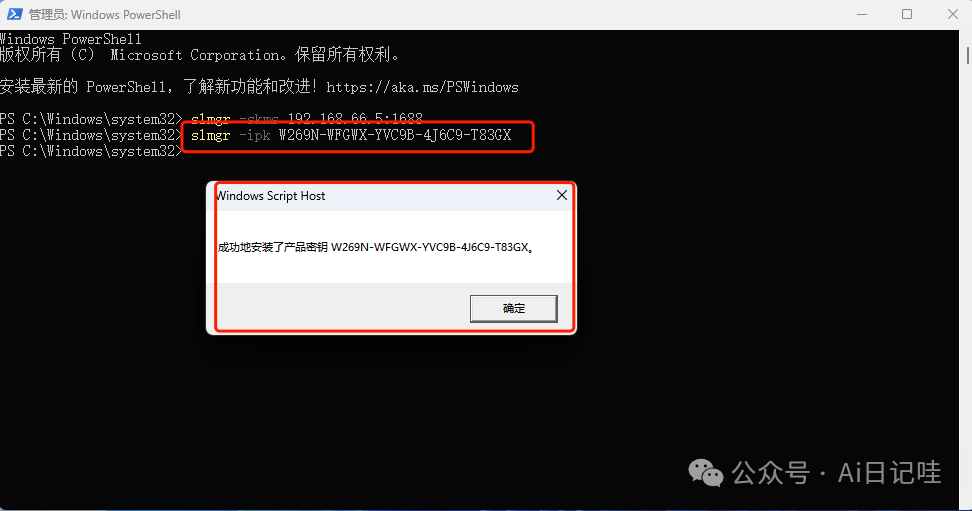 管理员: Windows PowerShell
Windows PowerShell
版权所有 (C) Microsoft Corporation。保留所有权利。
安装最新的 PowerShell，了解新功能和改进！https://aka.ms/PSWindows
PS C:\Windows\system32> slmgr -skms 192.168.66.5:1688
PS C:\Windows\system32> slmgr -ipk W269N-WFGWX-YVC9B-4J6C9-T83GX
PS C:\Windows\system32>
Windows Script Host
成功地安装了产品密钥 W269N-WFGWX-YVC9B-4J6C9-T83GX。
确定
公众号 · Ai日记哇